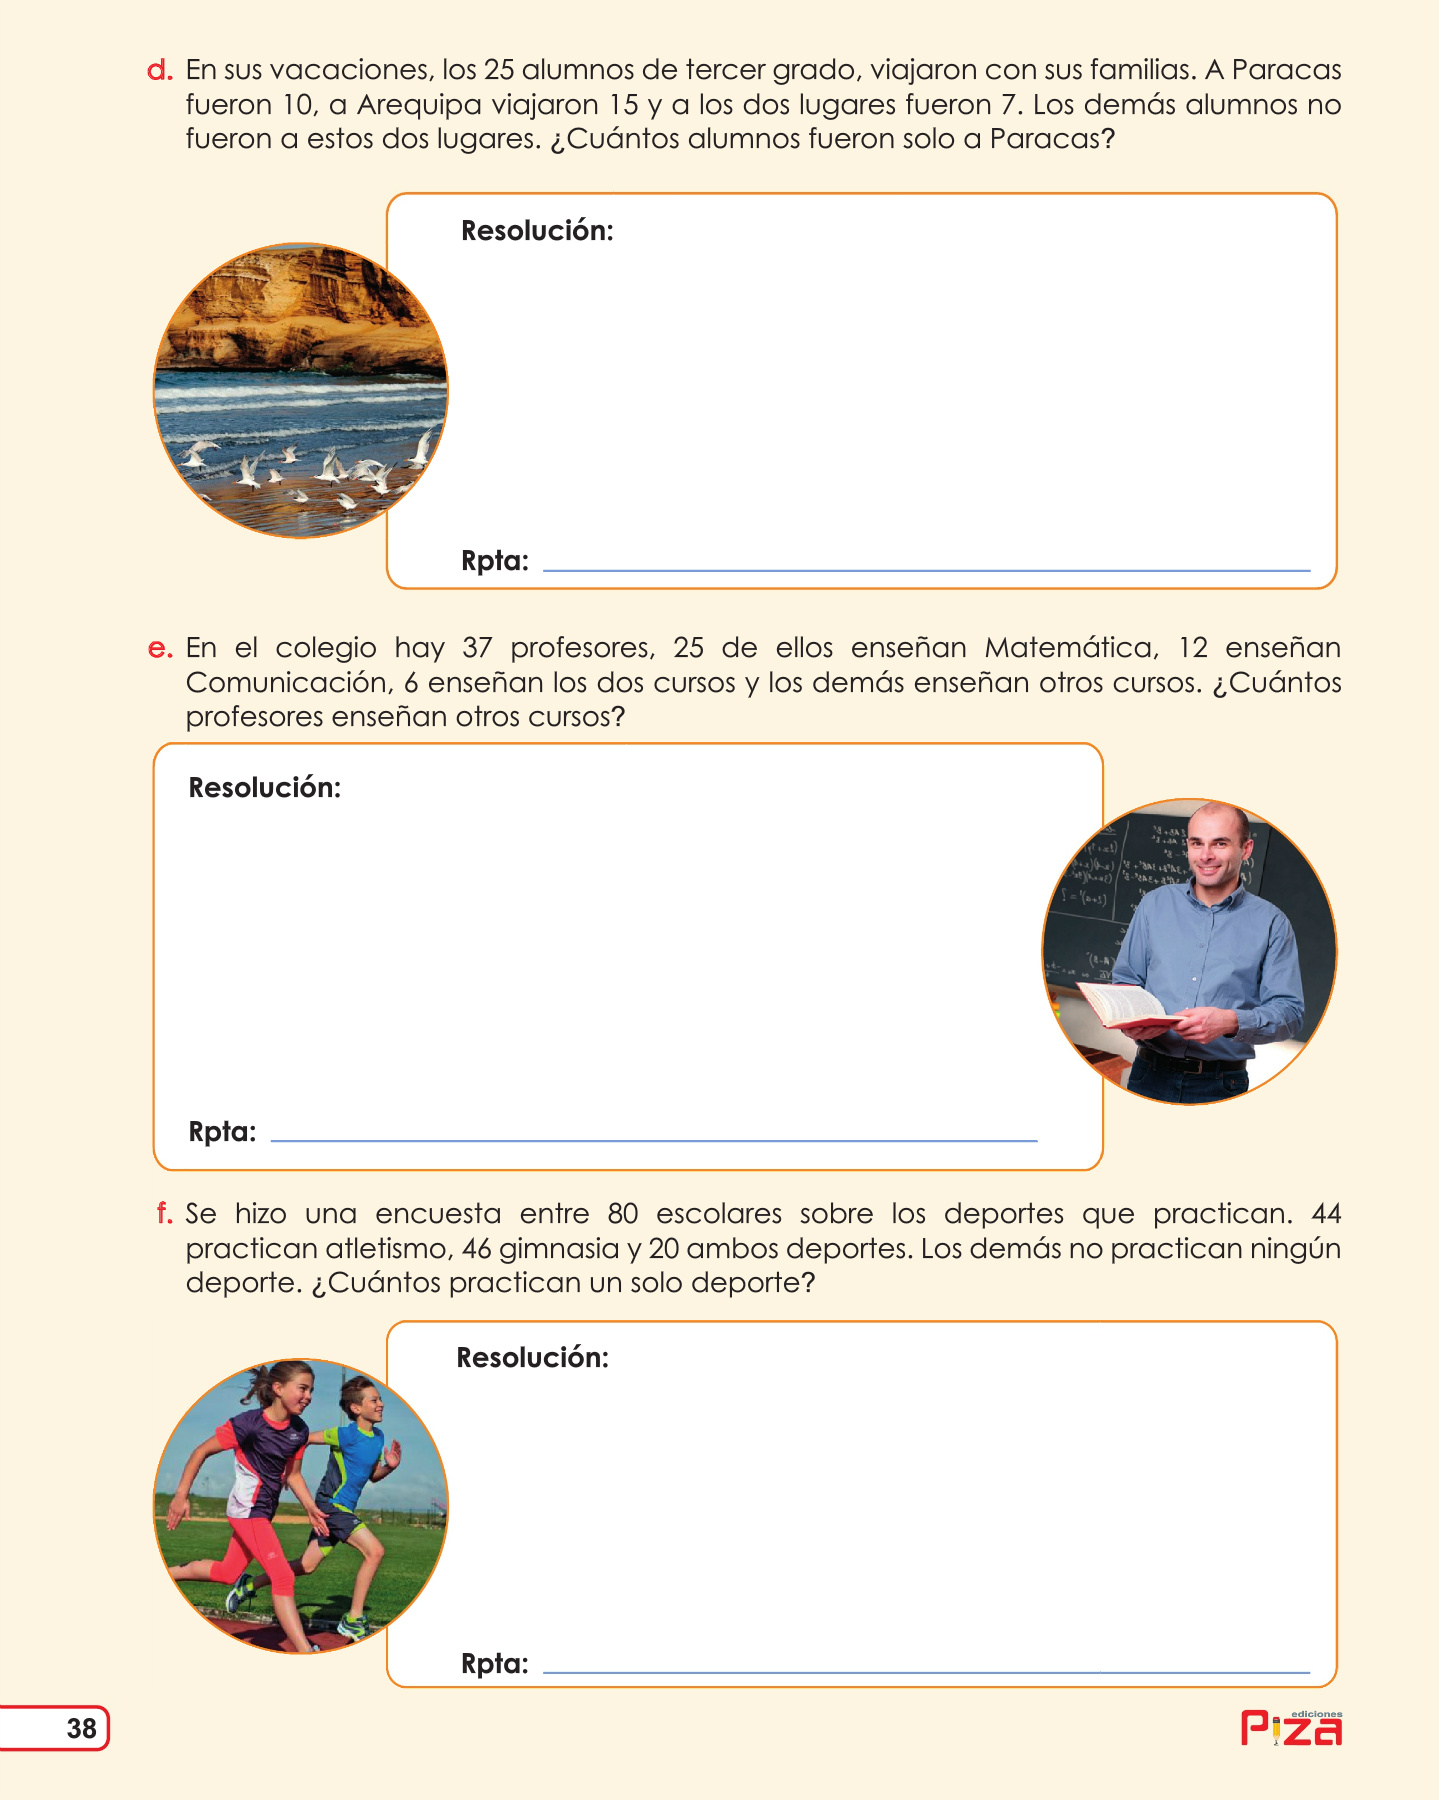 d. En sus vacaciones, los 25 alumnos de tercer grado, viajaron con sus familias. A Paracas
fueron 10, a Arequipa viajaron 15 y a los dos lugares fueron 7. Los demás alumnos no
fueron a estos dos lugares. ¿Cuántos alumnos fueron solo a Paracas?
Resolución:
Rpta:
e. En el colegio hay 37 profesores, 25 de ellos enseñan Matemática, 12 enseñan
Comunicación, 6 enseñan los dos cursos y los demás enseñan otros cursos. ¿Cuántos
profesores enseñan otros cursos?
Resolución:
Rpta:
f. Se hizo una encuesta entre 80 escolares sobre los deportes que practican. 44
practican atletismo, 46 gimnasia y 20 ambos deportes. Los demás no practican ningún
deporte. ¿Cuántos practican un solo deporte?
Resolución:
Rpta:
38
ediciones
Piza